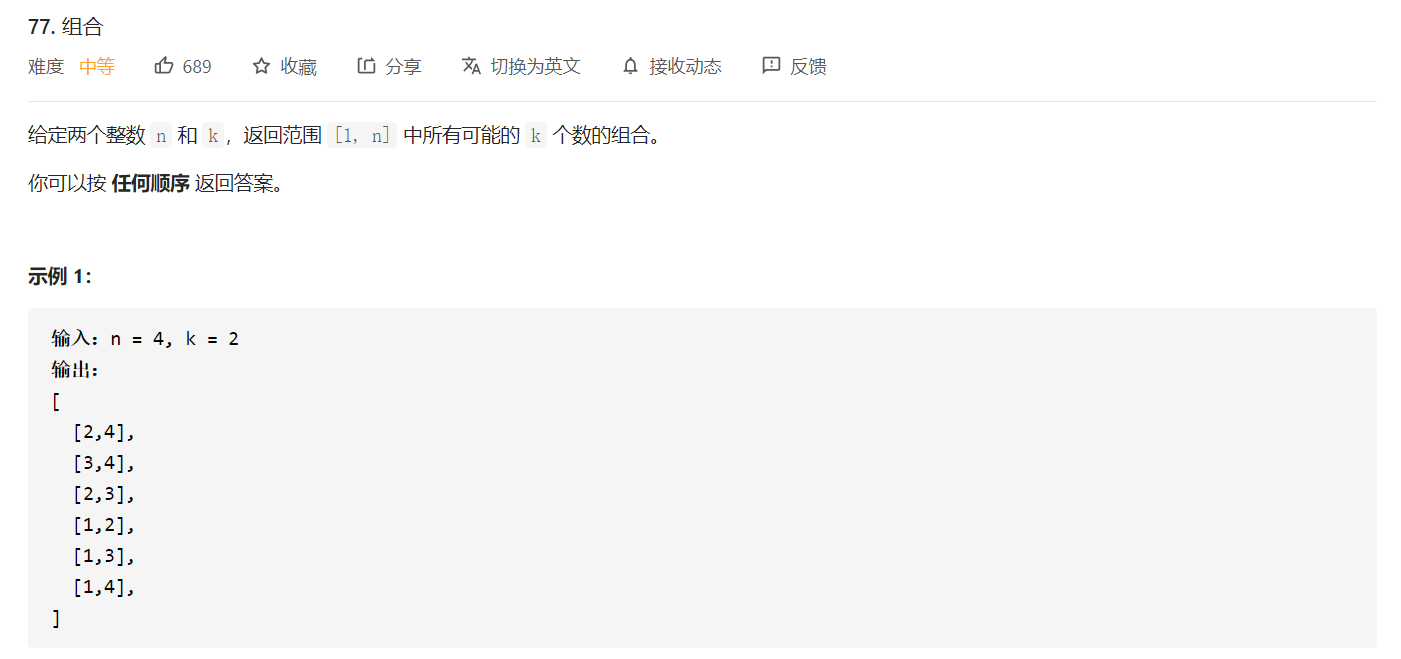 77. 组合
难度 中等 689 收藏 分享 切换为英文 接收动态 反馈
给定两个整数 n 和 k，返回范围 [1, n] 中所有可能的 k 个数的组合。
你可以按 任何顺序 返回答案。
示例 1：
输入：n = 4, k = 2
输出：
[
[2,4],
[3,4],
[2,3],
[1,2],
[1,3],
[1,4],
]